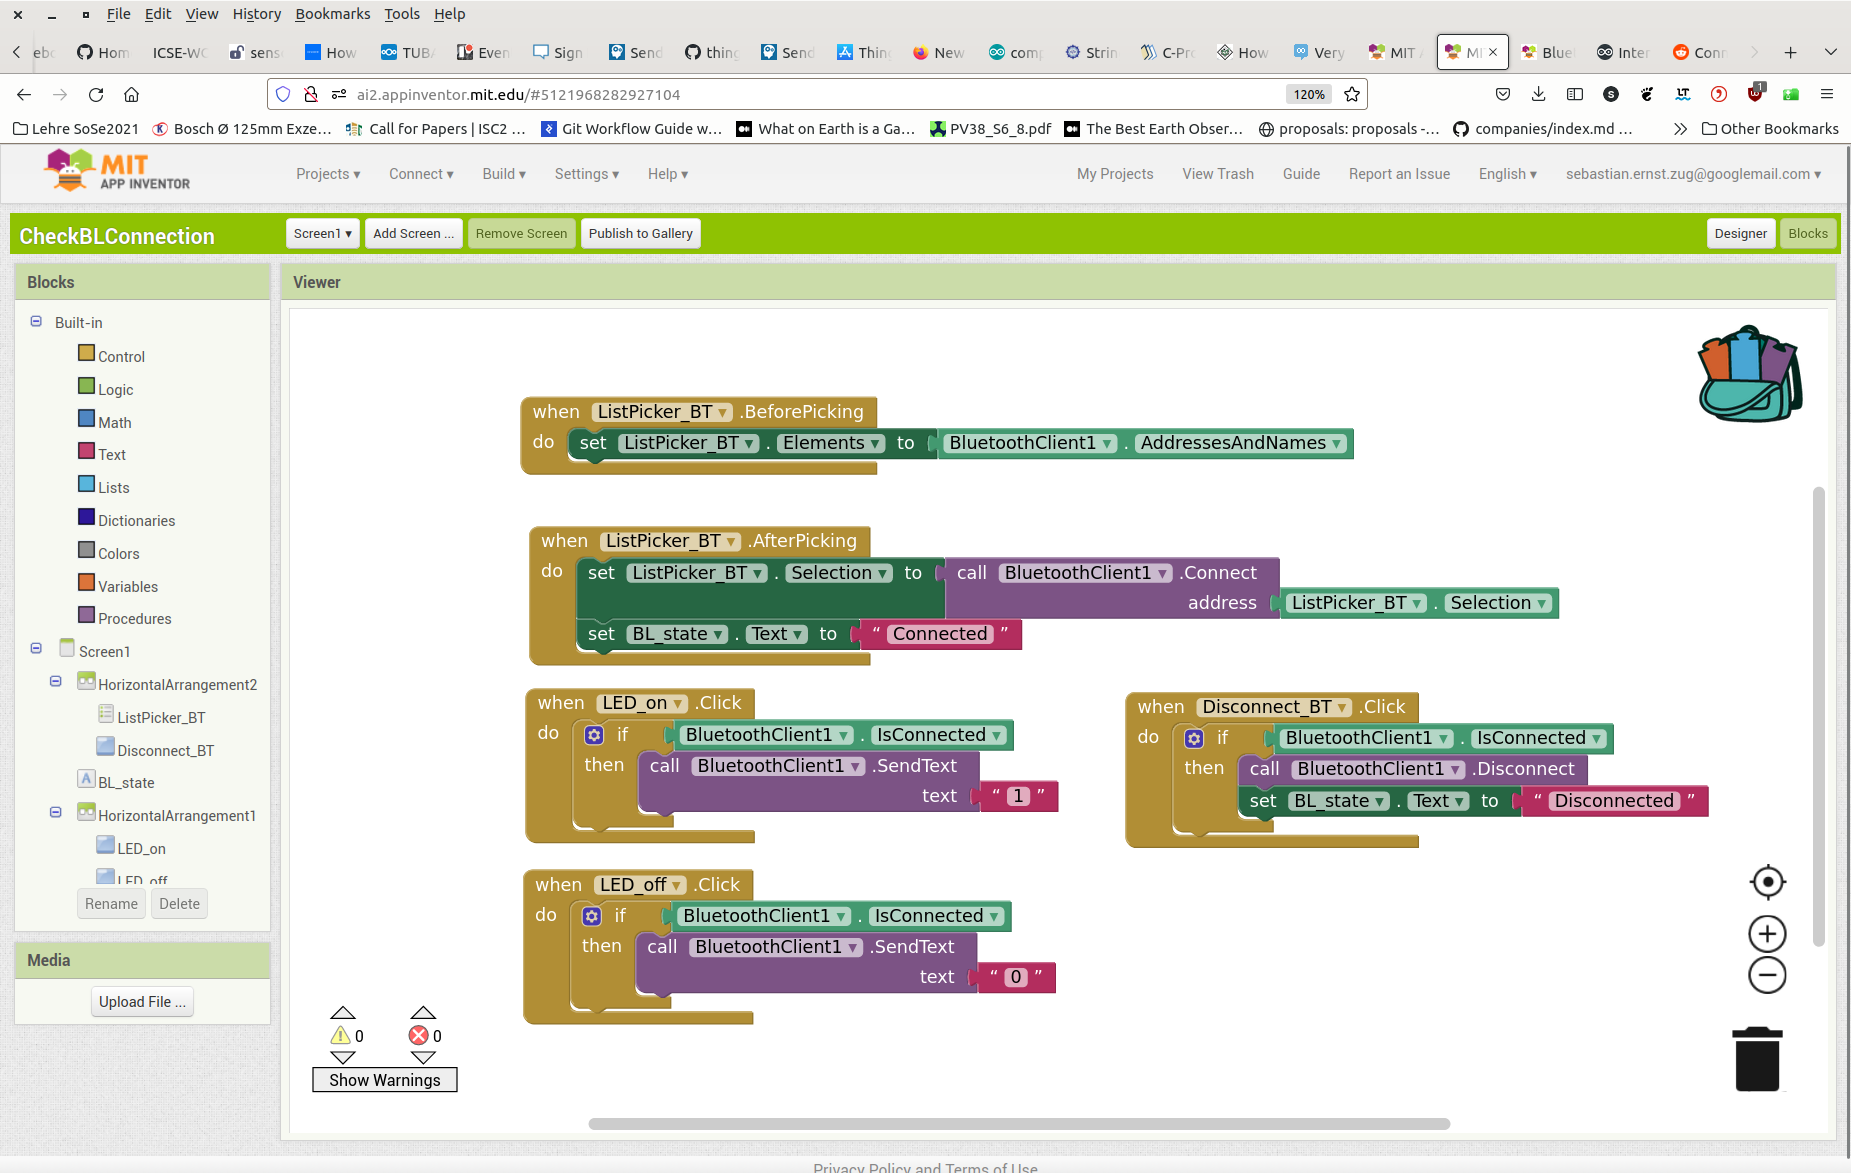 File Edit View History Bookmarks Tools Help
Hom ICSE-WC sens How TUBA Even Sign Send thing Send Thin New com Strin C-Pr How Very MIT MI Blue Inter Conn
ai2.appinventor.mit.edu/#5121968282927104 120% 1
Lehre SoSe2021 Bosch Ø 125mm Exze… Call for Papers | ISC2 … Git Workflow Guide w… What on Earth is a Ga… PV38_S6_8.pdf The Best Earth Obser… proposals: proposals -… companies/index.md … Other Bookmarks
MIT
APP INVENTOR
Projects ▾ Connect ▾ Build ▾ Settings ▾ Help ▾ My Projects View Trash Guide Report an Issue English ▾ sebastian.ernst.zug@googlemail.com ▾
CheckBLConnection Screen1 ▾ Add Screen ... Remove Screen Publish to Gallery Designer Blocks
Blocks
Viewer
Built-in
Control
Logic
Math
Text
Lists
Dictionaries
Colors
Variables
Procedures
Screen1
HorizontalArrangement2
ListPicker_BT
Disconnect_BT
BL_state
HorizontalArrangement1
LED_on
LED_off
Rename Delete
Media
Upload File ...
when ListPicker_BT ▾ .BeforePicking
do set ListPicker_BT ▾ . Elements ▾ to BluetoothClient1 ▾ . AddressesAndNames ▾
when ListPicker_BT ▾ .AfterPicking
do set ListPicker_BT ▾ . Selection ▾ to call BluetoothClient1 ▾ .Connect
address ListPicker_BT ▾ . Selection ▾
set BL_state ▾ . Text ▾ to “ Connected ”
when LED_on ▾ .Click
do if BluetoothClient1 ▾ . IsConnected ▾
then call BluetoothClient1 ▾ .SendText
text “ 1 ”
when Disconnect_BT ▾ .Click
do if BluetoothClient1 ▾ . IsConnected ▾
then call BluetoothClient1 ▾ .Disconnect
set BL_state ▾ . Text ▾ to “ Disconnected ”
when LED_off ▾ .Click
do if BluetoothClient1 ▾ . IsConnected ▾
then call BluetoothClient1 ▾ .SendText
text “ 0 ”
0 0
Show Warnings
Privacy Policy and Terms of Use